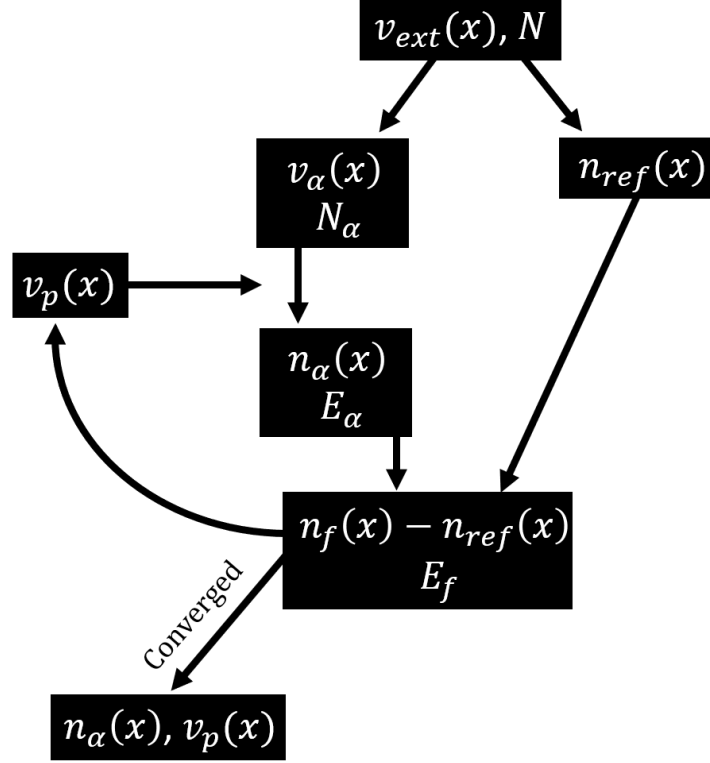 v_{ext}(x), N
v_α(x)
N_α
n_{ref}(x)
v_p(x)
n_α(x)
E_α
n_f(x) − n_{ref}(x)
E_f
Converged
n_α(x), v_p(x)